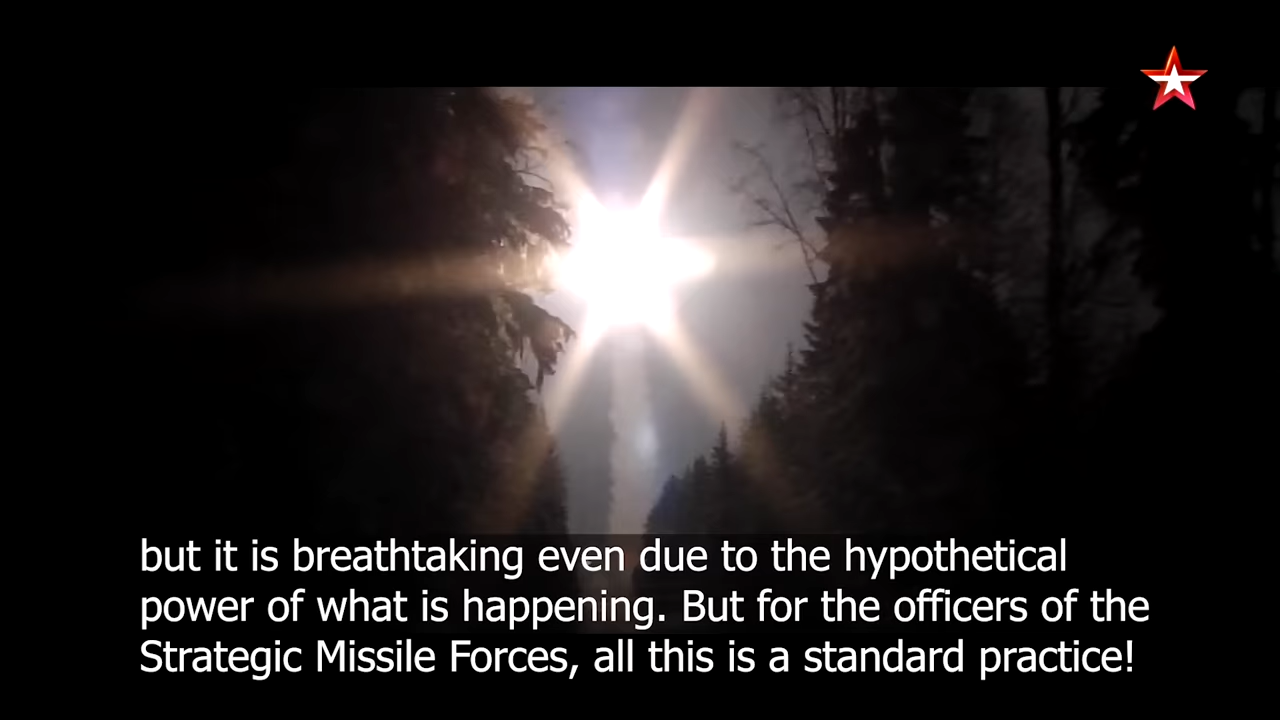 but it is breathtaking even due to the hypothetical
power of what is happening. But for the officers of the
Strategic Missile Forces, all this is a standard practice!